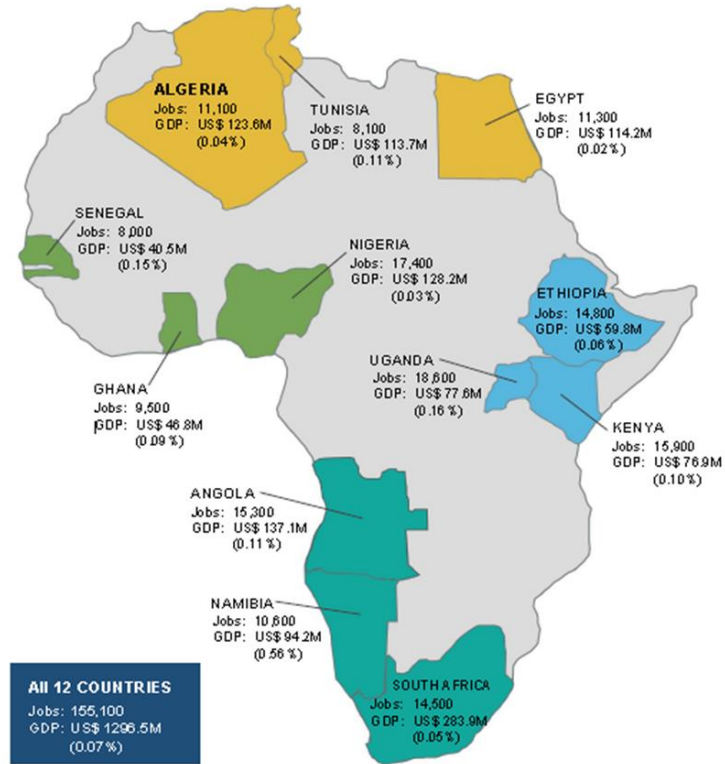 ALGERIA
Jobs: 11,100
GDP: US$ 123.6M
(0.04%)
TUNISIA
Jobs: 8,100
GDP: US$ 113.7M
(0.11%)
EGYPT
Jobs: 11,300
GDP: US$ 114.2M
(0.02%)
SENEGAL
Jobs: 8,000
GDP: US$ 40.5M
(0.15%)
NIGERIA
Jobs: 17,400
GDP: US$ 128.2M
(0.03%)
ETHIOPIA
Jobs: 14,800
GDP: US$ 59.8M
(0.06%)
GHANA
Jobs: 9,500
GDP: US$ 46.8M
(0.09%)
UGANDA
Jobs: 18,600
GDP: US$ 77.6M
(0.16%)
KENYA
Jobs: 15,900
GDP: US$ 76.9M
(0.10%)
ANGOLA
Jobs: 15,300
GDP: US$ 137.1M
(0.11%)
NAMIBIA
Jobs: 10,600
GDP: US$ 94.2M
(0.56%)
SOUTH AFRICA
Jobs: 14,500
GDP: US$ 283.9M
(0.05%)
All 12 COUNTRIES
Jobs: 155,100
GDP: US$ 1296.5M
(0.07%)